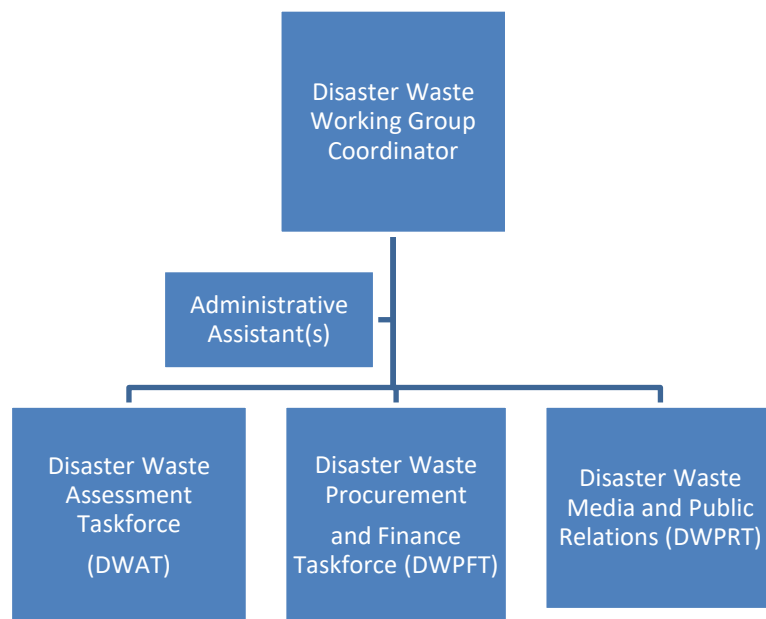 Disaster Waste
Working Group
Coordinator
Administrative
Assistant(s)
Disaster Waste
Assessment
Taskforce
(DWAT)
Disaster Waste
Procurement
and Finance
Taskforce (DWPFT)
Disaster Waste
Media and Public
Relations (DWPRT)